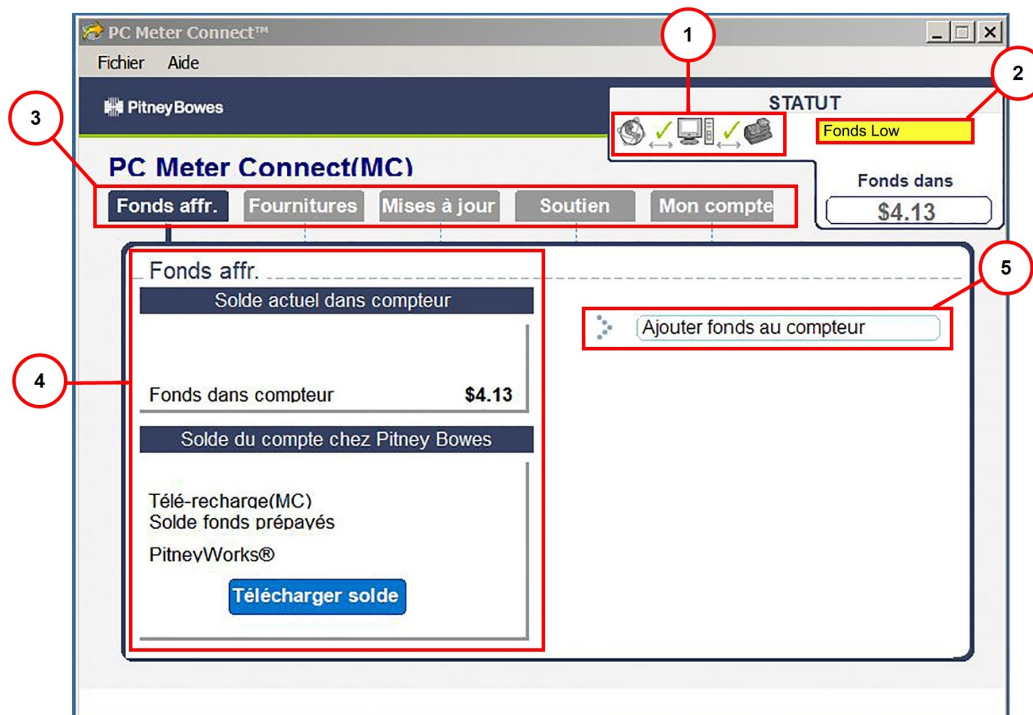 PC Meter Connect™
1
Fichier Aide
2
PitneyBowes
STATUT
3
Fonds Low
PC Meter Connect(MC)
Fonds dans
$4.13
Fonds affr. Fournitures Mises à jour Soutien Mon compte
Fonds affr.
5
Solde actuel dans compteur
Ajouter fonds au compteur
4
Fonds dans compteur $4.13
Solde du compte chez Pitney Bowes
Télé-recharge(MC)
Solde fonds prépayés
PitneyWorks®
Télécharger solde